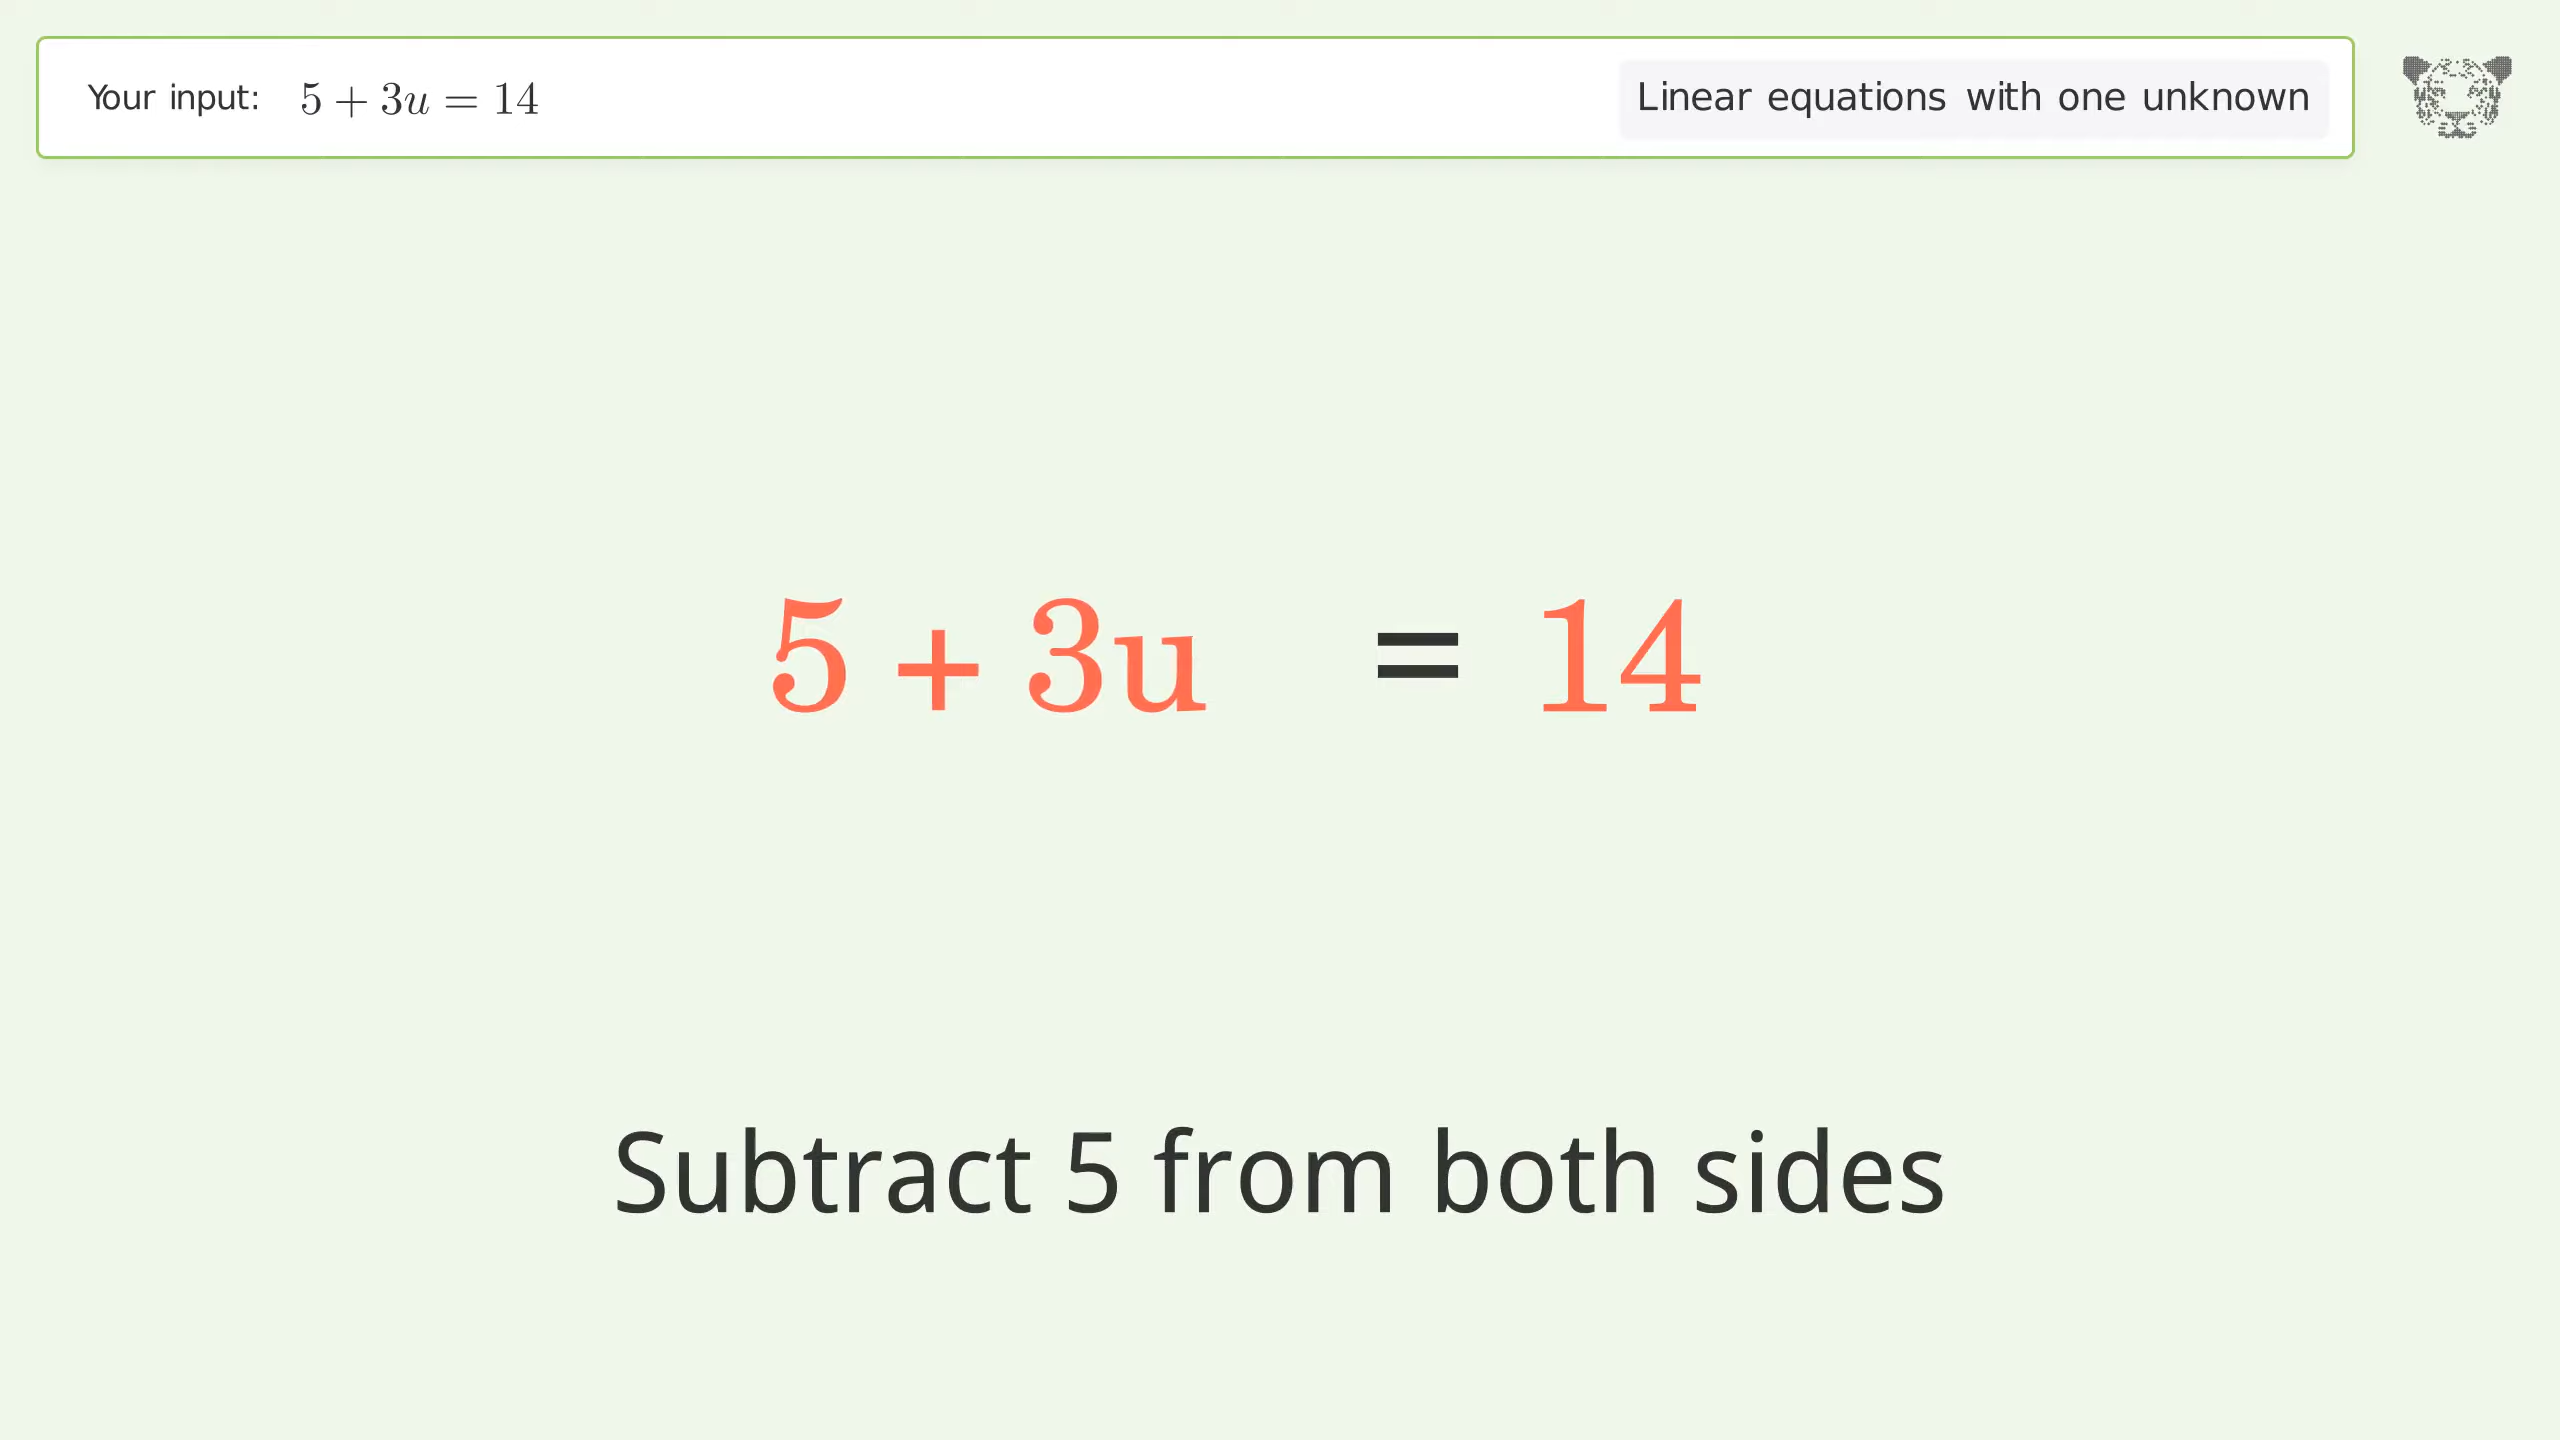 Your input: 5 + 3u = 14
Linear equations with one unknown
5 + 3u = 14
Subtract 5 from both sides